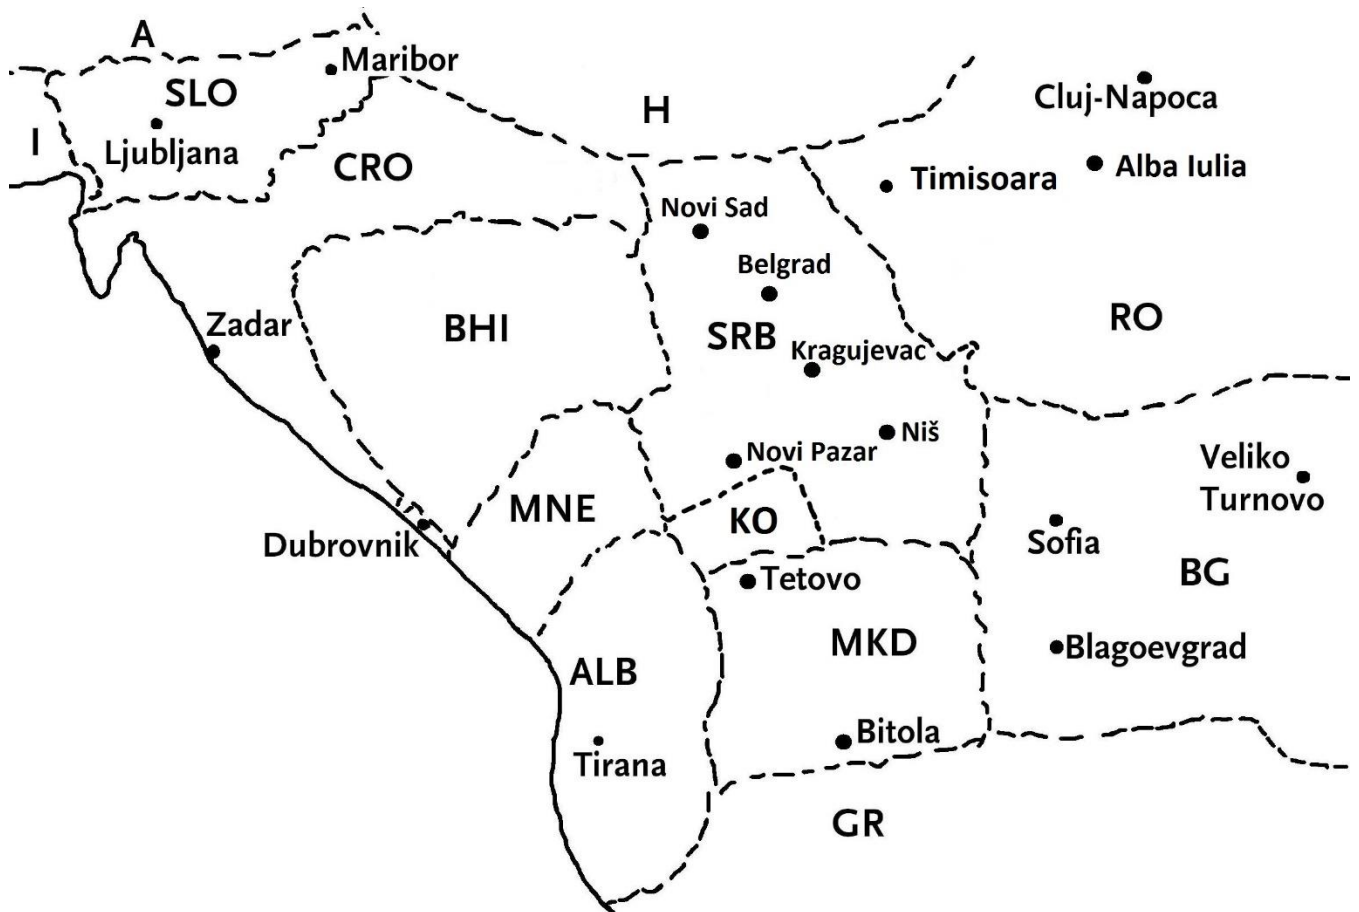 A
Maribor
SLO
Ljubljana
I
CRO
H
Cluj-Napoca
Timisoara
Alba Iulia
Novi Sad
Belgrad
SRB
Kragujevac
RO
Zadar
BHI
Novi Pazar
Niš
Veliko
Turnovo
MNE
KO
Dubrovnik
Sofia
BG
Tetovo
MKD
Blagoevgrad
ALB
Tirana
Bitola
GR